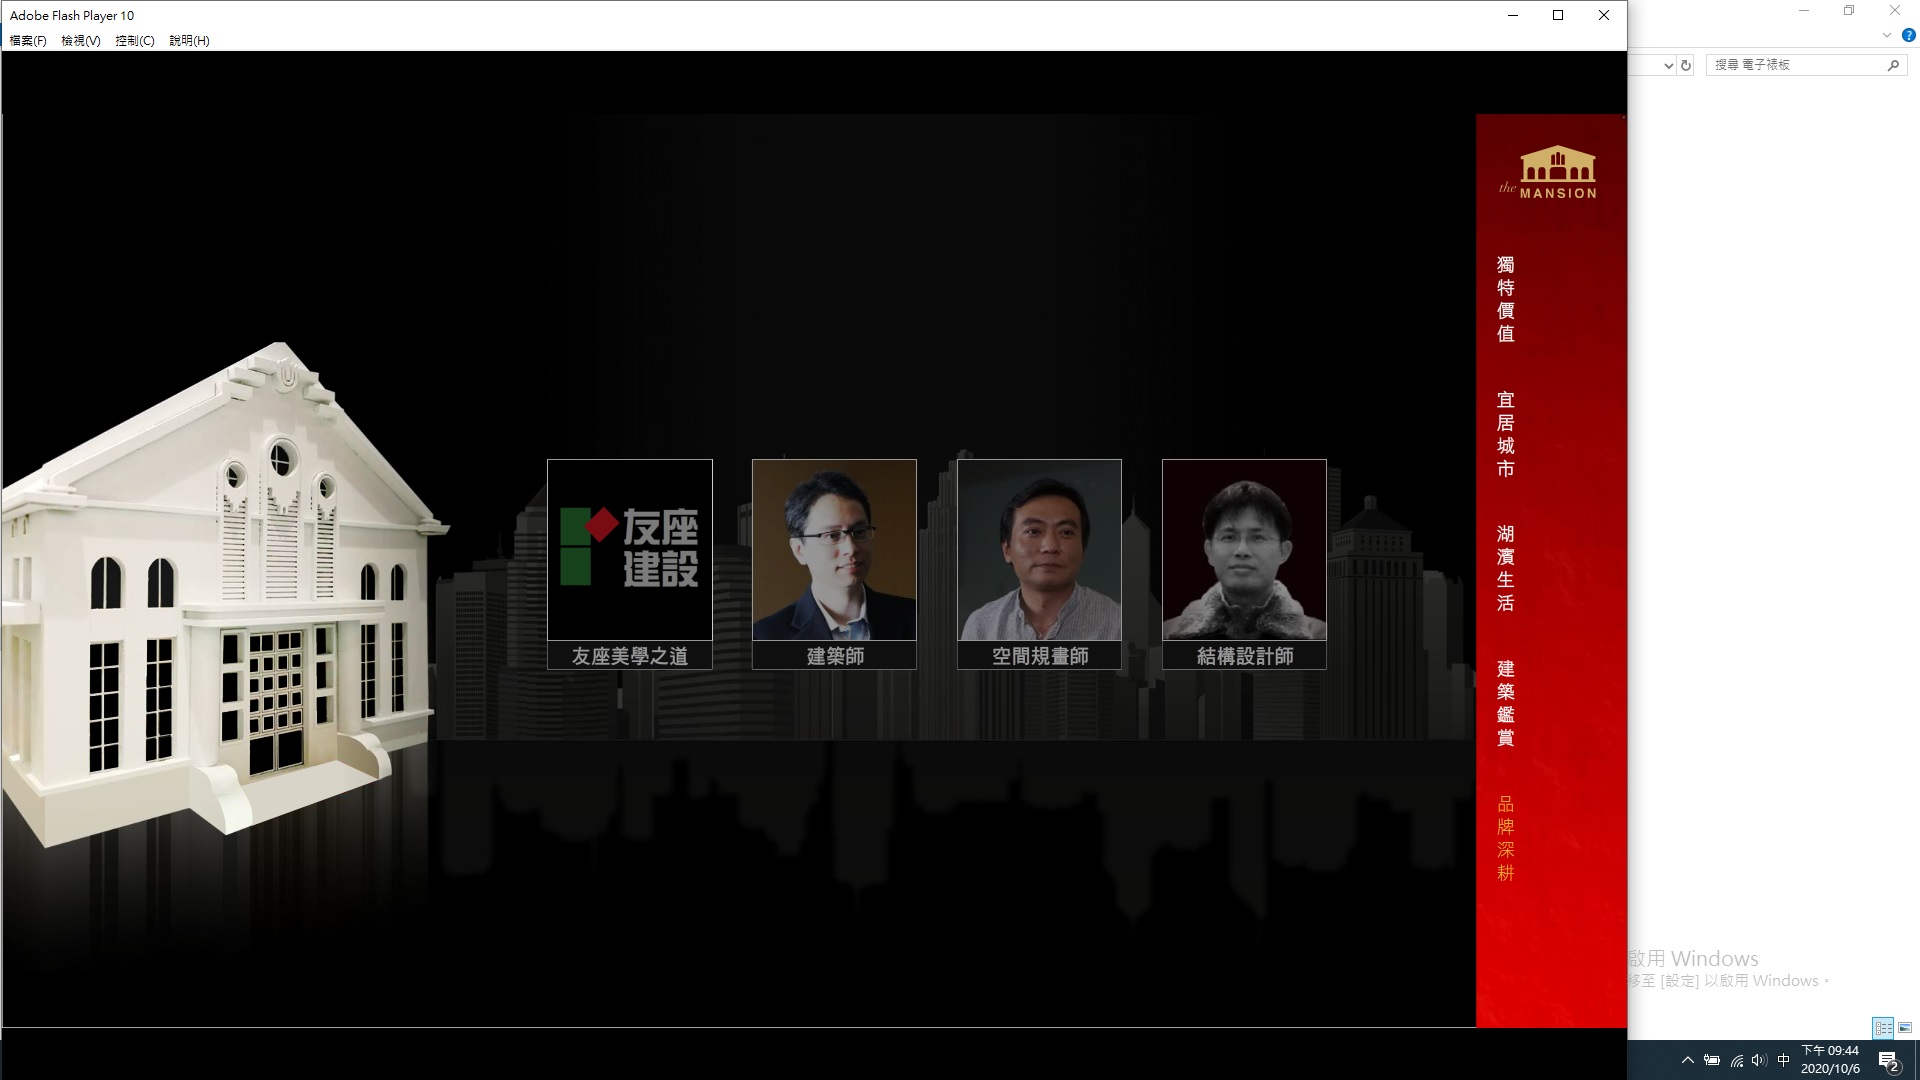 Adobe Flash Player 10
檔案(F) 檢視(V) 控制(C) 說明(H)
搜尋 電子裱板
the MANSION
獨特價值
宜居城市
湖濱生活
建築鑑賞
品牌深耕
友座
建設
友座美學之道
建築師
空間規畫師
結構設計師
啟用 Windows
移至 [設定] 以啟用 Windows。
中
下午 09:44
2020/10/6
2